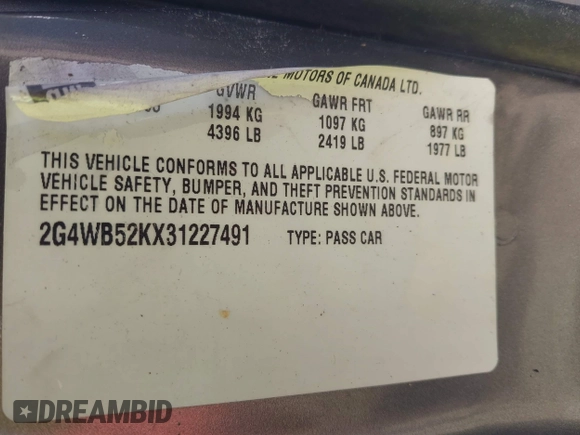 MOTORS OF CANADA LTD.
GVWR GAWR FRT GAWR RR
1994 KG 1097 KG 897 KG
4396 LB 2419 LB 1977 LB
THIS VEHICLE CONFORMS TO ALL APPLICABLE U.S. FEDERAL MOTOR
VEHICLE SAFETY, BUMPER, AND THEFT PREVENTION STANDARDS IN
EFFECT ON THE DATE OF MANUFACTURE SHOWN ABOVE.
2G4WB52KX31227491 TYPE: PASS CAR
DREAMBID